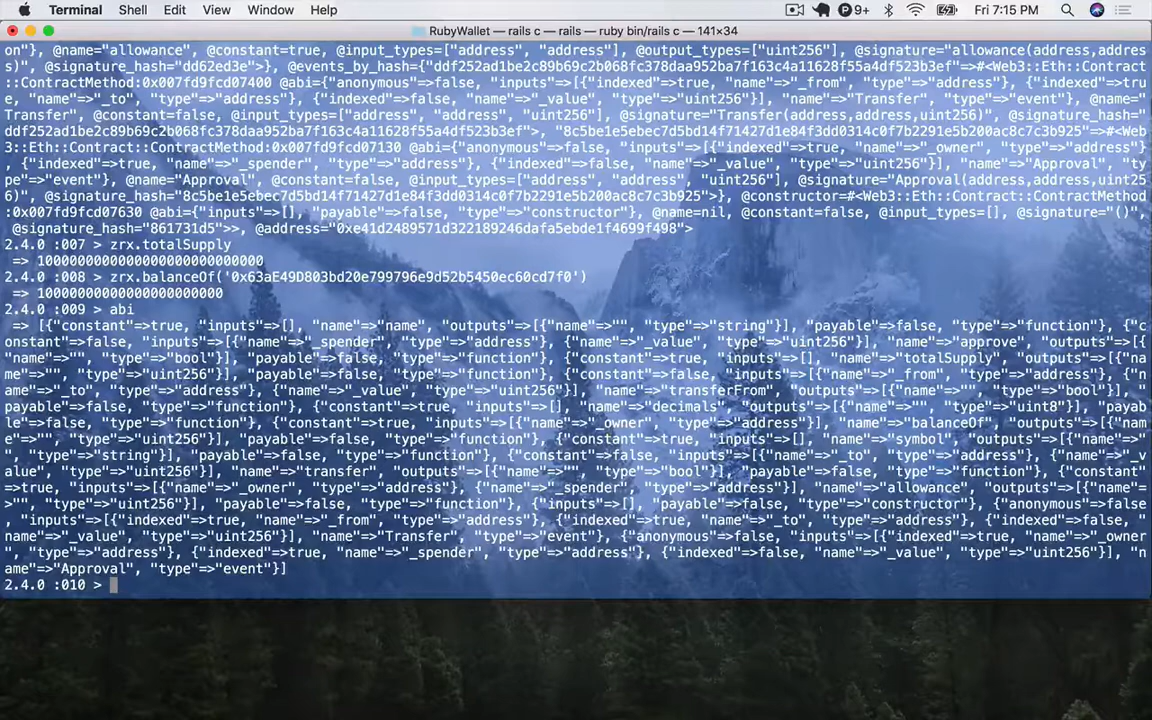 Terminal Shell Edit View Window Help P 9+ Fri 7:15 PM
RubyWallet — rails c — rails — ruby bin/rails c — 141×34
on"}, @name="allowance", @constant=true, @input_types=["address", "address"], @output_types=["uint256"], @signature="allowance(address,addres
s)", @signature_hash="dd62ed3e">}, @events_by_hash={"ddf252ad1be2c89b69c2b068fc378daa952ba7f163c4a11628f55a4df523b3ef"=>#<Web3::Eth::Contract
::ContractMethod:0x007fd9fcd07400 @abi={"anonymous"=>false, "inputs"=>[{"indexed"=>true, "name"=>"_from", "type"=>"address"}, {"indexed"=>tru
e, "name"=>"_to", "type"=>"address"}, {"indexed"=>false, "name"=>"_value", "type"=>"uint256"}], "name"=>"Transfer", "type"=>"event"}, @name="
Transfer", @constant=false, @input_types=["address", "address", "uint256"], @signature="Transfer(address,address,uint256)", @signature_hash="
ddf252ad1be2c89b69c2b068fc378daa952ba7f163c4a11628f55a4df523b3ef">, "8c5be1e5ebec7d5bd14f71427d1e84f3dd0314c0f7b2291e5b200ac8c7c3b925"=>#<Web
3::Eth::Contract::ContractMethod:0x007fd9fcd07130 @abi={"anonymous"=>false, "inputs"=>[{"indexed"=>true, "name"=>"_owner", "type"=>"address"}
, {"indexed"=>true, "name"=>"_spender", "type"=>"address"}, {"indexed"=>false, "name"=>"_value", "type"=>"uint256"}], "name"=>"Approval", "ty
pe"=>"event"}, @name="Approval", @constant=false, @input_types=["address", "address", "uint256"], @signature="Approval(address,address,uint25
6)", @signature_hash="8c5be1e5ebec7d5bd14f71427d1e84f3dd0314c0f7b2291e5b200ac8c7c3b925">}, @constructor=#<Web3::Eth::Contract::ContractMethod
:0x007fd9fcd07630 @abi={"inputs"=>[], "payable"=>false, "type"=>"constructor"}, @name=nil, @constant=false, @input_types=[], @signature="()",
 @signature_hash="861731d5">>, @address="0xe41d2489571d322189246dafa5ebde1f4699f498">
2.4.0 :007 > zrx.totalSupply
 => 1000000000000000000000000000
2.4.0 :008 > zrx.balanceOf('0x63aE49D803bd20e799796e9d52b5450ec60cd7f0')
 => 1000000000000000000000
2.4.0 :009 > abi
 => [{"constant"=>true, "inputs"=>[], "name"=>"name", "outputs"=>[{"name"=>"", "type"=>"string"}], "payable"=>false, "type"=>"function"}, {"c
onstant"=>false, "inputs"=>[{"name"=>"_spender", "type"=>"address"}, {"name"=>"_value", "type"=>"uint256"}], "name"=>"approve", "outputs"=>[{
"name"=>"", "type"=>"bool"}], "payable"=>false, "type"=>"function"}, {"constant"=>true, "inputs"=>[], "name"=>"totalSupply", "outputs"=>[{"na
me"=>"", "type"=>"uint256"}], "payable"=>false, "type"=>"function"}, {"constant"=>false, "inputs"=>[{"name"=>"_from", "type"=>"address"}, {"n
ame"=>"_to", "type"=>"address"}, {"name"=>"_value", "type"=>"uint256"}], "name"=>"transferFrom", "outputs"=>[{"name"=>"", "type"=>"bool"}], "
payable"=>false, "type"=>"function"}, {"constant"=>true, "inputs"=>[], "name"=>"decimals", "outputs"=>[{"name"=>"", "type"=>"uint8"}], "payab
le"=>false, "type"=>"function"}, {"constant"=>true, "inputs"=>[{"name"=>"_owner", "type"=>"address"}], "name"=>"balanceOf", "outputs"=>[{"nam
e"=>"", "type"=>"uint256"}], "payable"=>false, "type"=>"function"}, {"constant"=>true, "inputs"=>[], "name"=>"symbol", "outputs"=>[{"name"=>"
", "type"=>"string"}], "payable"=>false, "type"=>"function"}, {"constant"=>false, "inputs"=>[{"name"=>"_to", "type"=>"address"}, {"name"=>"_v
alue", "type"=>"uint256"}], "name"=>"transfer", "outputs"=>[{"name"=>"", "type"=>"bool"}], "payable"=>false, "type"=>"function"}, {"constant"
=>true, "inputs"=>[{"name"=>"_owner", "type"=>"address"}, {"name"=>"_spender", "type"=>"address"}], "name"=>"allowance", "outputs"=>[{"name"=
>"", "type"=>"uint256"}], "payable"=>false, "type"=>"function"}, {"inputs"=>[], "payable"=>false, "type"=>"constructor"}, {"anonymous"=>false
, "inputs"=>[{"indexed"=>true, "name"=>"_from", "type"=>"address"}, {"indexed"=>true, "name"=>"_to", "type"=>"address"}, {"indexed"=>false, "
name"=>"_value", "type"=>"uint256"}], "name"=>"Transfer", "type"=>"event"}, {"anonymous"=>false, "inputs"=>[{"indexed"=>true, "name"=>"_owner
", "type"=>"address"}, {"indexed"=>true, "name"=>"_spender", "type"=>"address"}, {"indexed"=>false, "name"=>"_value", "type"=>"uint256"}], "n
ame"=>"Approval", "type"=>"event"}]
2.4.0 :010 >